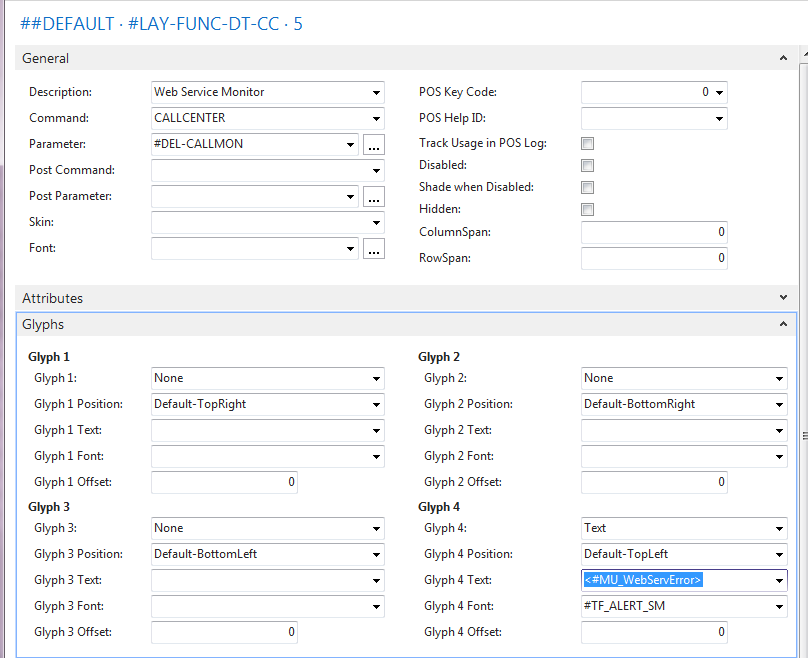 ##DEFAULT · #LAY-FUNC-DT-CC · 5
General
Description: Web Service Monitor
POS Key Code: 0
Command: CALLCENTER
POS Help ID:
Parameter: #DEL-CALLMON ...
Track Usage in POS Log:
Post Command:
Disabled:
Post Parameter: ...
Shade when Disabled:
Skin:
Hidden:
Font: ...
ColumnSpan: 0
RowSpan: 0
Attributes
Glyphs
Glyph 1
Glyph 2
Glyph 1: None
Glyph 2: None
Glyph 1 Position: Default-TopRight
Glyph 2 Position: Default-BottomRight
Glyph 1 Text:
Glyph 2 Text:
Glyph 1 Font:
Glyph 2 Font:
Glyph 1 Offset: 0
Glyph 2 Offset: 0
Glyph 3
Glyph 4
Glyph 3: None
Glyph 4: Text
Glyph 3 Position: Default-BottomLeft
Glyph 4 Position: Default-TopLeft
Glyph 3 Text:
Glyph 4 Text: <#MU_WebServError>
Glyph 3 Font:
Glyph 4 Font: #TF_ALERT_SM
Glyph 3 Offset: 0
Glyph 4 Offset: 0